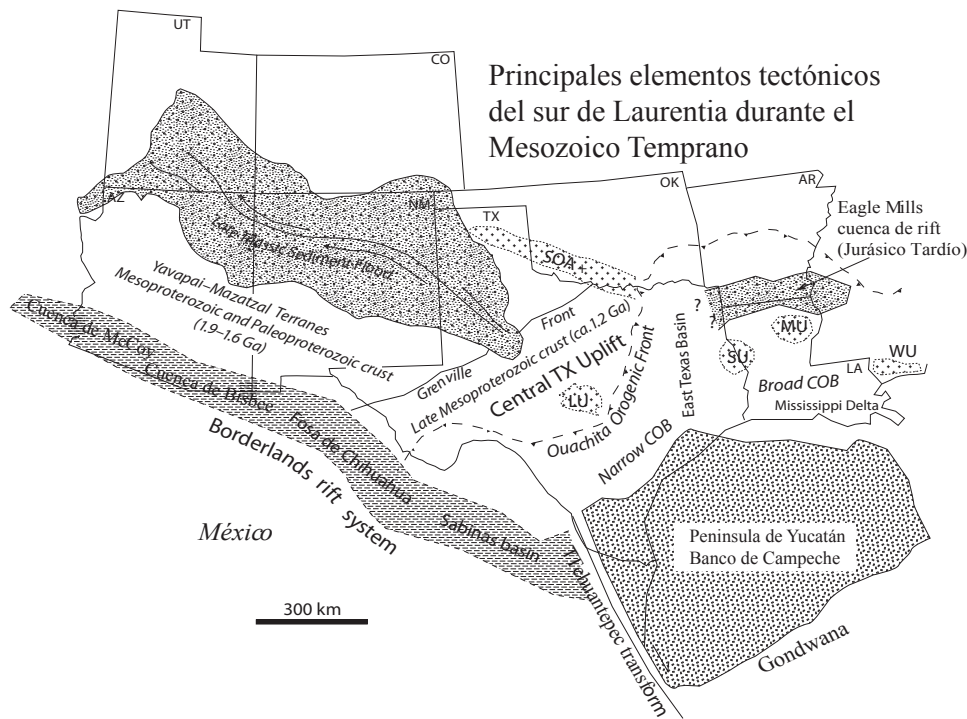 UT
CO
Principales elementos tectónicos
del sur de Laurentia durante el
Mesozoico Temprano
AZ
NM
TX
OK
AR
Eagle Mills
cuenca de rift
(Jurásico Tardío)
Late Triassic Sediment Flood
SOA
Yavapai–Mazatzal Terranes
Mesoproterozoic and Paleoproterozoic crust
(1.9–1.6 Ga)
Grenville
Front
Late Mesoproterozoic crust (ca.1.2 Ga)
Central TX Uplift
LU
Ouachita Orogenic Front
East Texas Basin
?
?
MU
SU
WU
LA
Broad COB
Mississippi Delta
Narrow COB
Cuenca de McCoy
Cuenca de Bisbee
Fosa de Chihuahua
Sabinas basin
Borderlands rift system
México
300 km
Peninsula de Yucatán
Banco de Campeche
Gondwana
transform